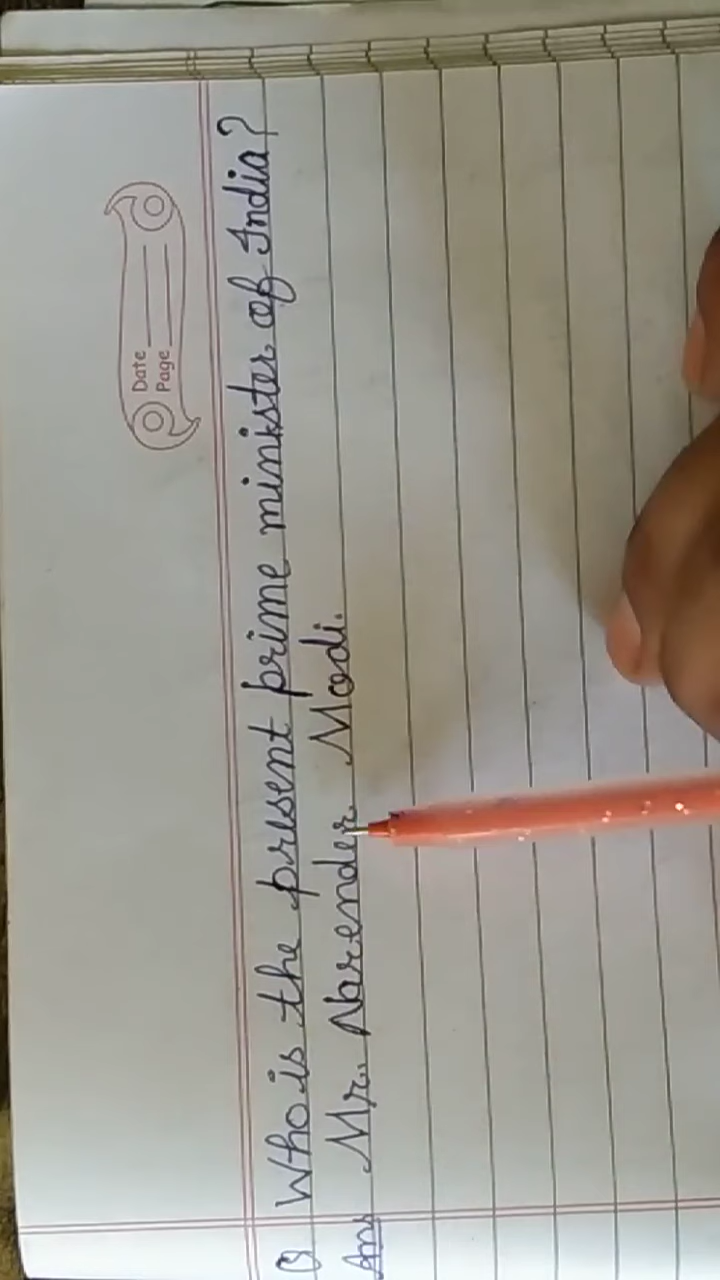 Date
Page
Q Who is the present prime minister of India?
Ans Mr. Narender Modi.